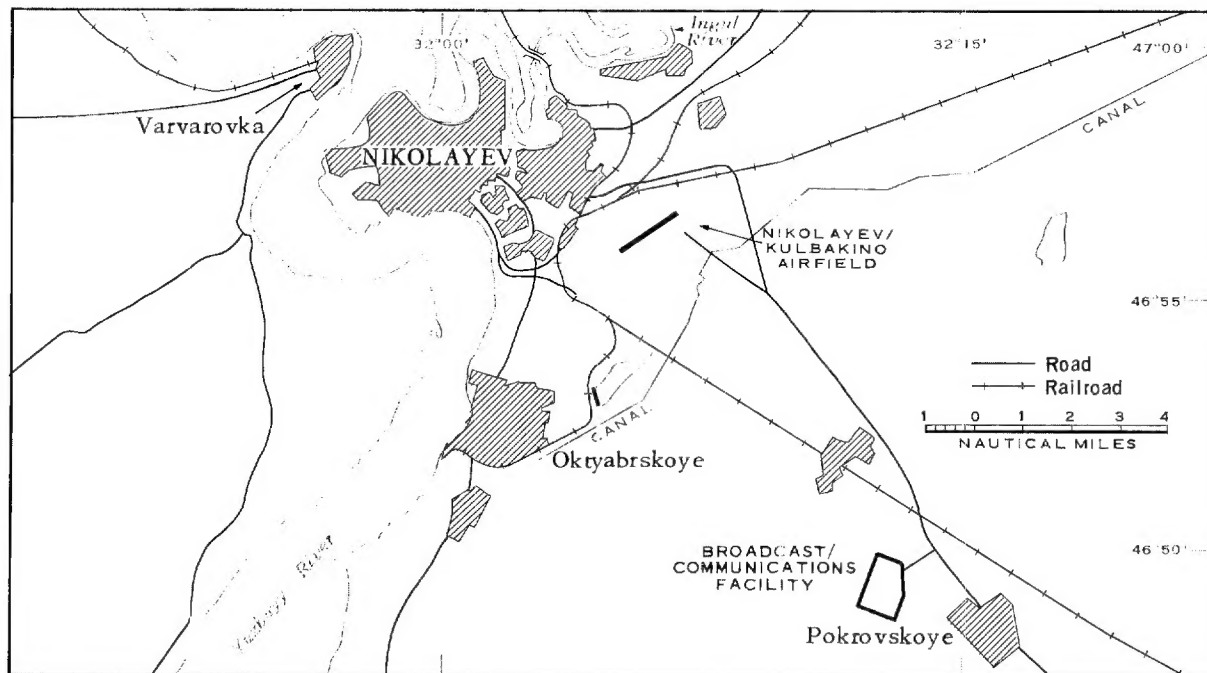 Ingul
River
32°00'
32°15'
47°00'
CANAL
Varvarovka
NIKOLAYEV
NIKOLAYEV/
KULBAKINO
AIRFIELD
46°55'
Road
Railroad
1 0 1 2 3 4
NAUTICAL MILES
CANAL
Oktyabrskoye
46°50'
BROADCAST/
COMMUNICATIONS
FACILITY
River
Pokrovskoye